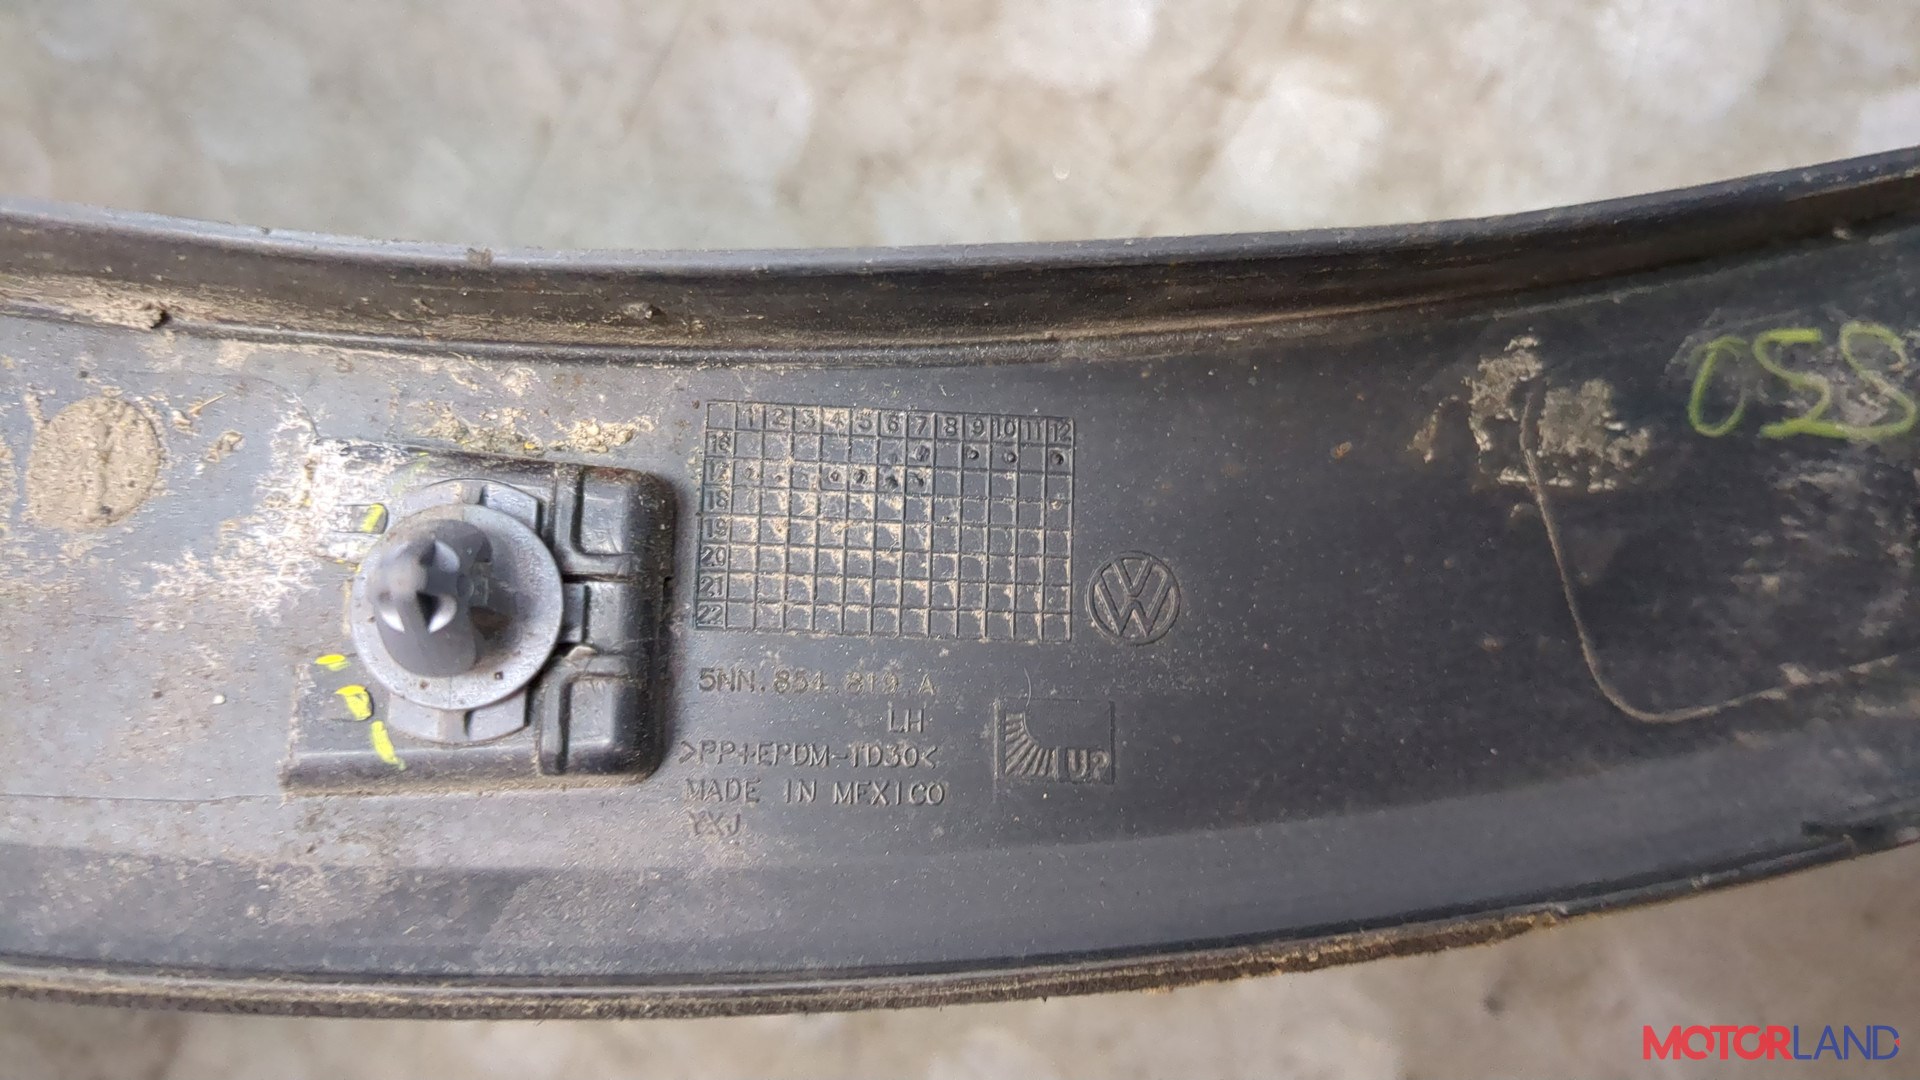 1 2 3 4 5 6 7 8 9 10 11 12
16
17
18
19
20
21
22
5NN.854.819.A
LH
>PP+EPDM-TD30<
MADE IN MEXICO
YXJ
UP
VW
MOTORLAND